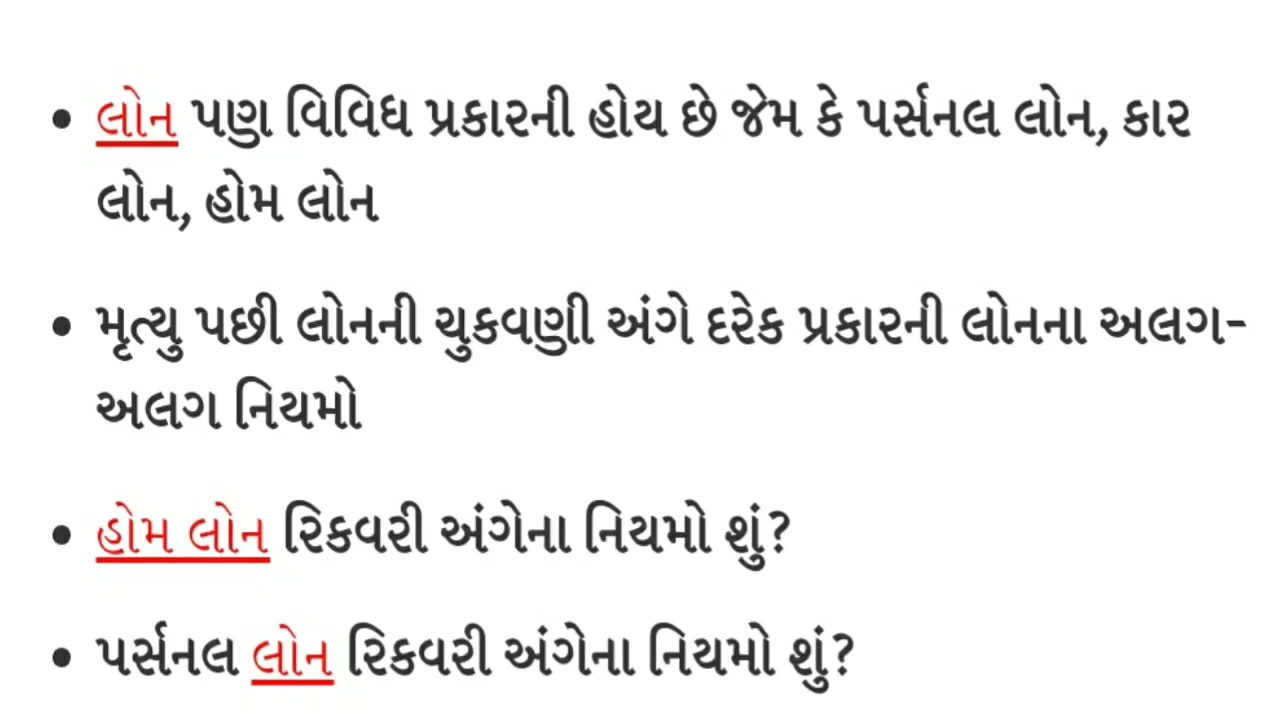 • લોન પણ વિવિધ પ્રકારની હોય છે જેમ કે પર્સનલ લોન, કાર
લોન, હોમ લોન
• મૃત્યુ પછી લોનની ચુકવણી અંગે દરેક પ્રકારની લોનના અલગ-
અલગ નિયમો
• હોમ લોન રિકવરી અંગેના નિયમો શું?
• પર્સનલ લોન રિકવરી અંગેના નિયમો શું?